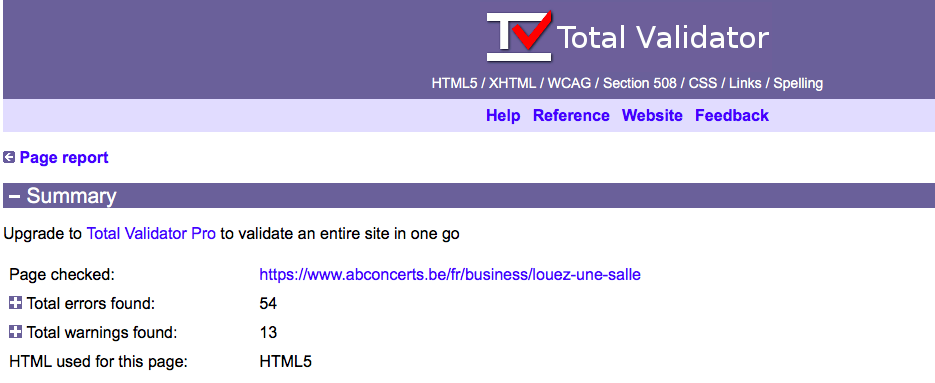 TV Total Validator
HTML5 / XHTML / WCAG / Section 508 / CSS / Links / Spelling
Help Reference Website Feedback
Page report
– Summary
Upgrade to Total Validator Pro to validate an entire site in one go
Page checked: https://www.abconcerts.be/fr/business/louez-une-salle
Total errors found: 54
Total warnings found: 13
HTML used for this page: HTML5